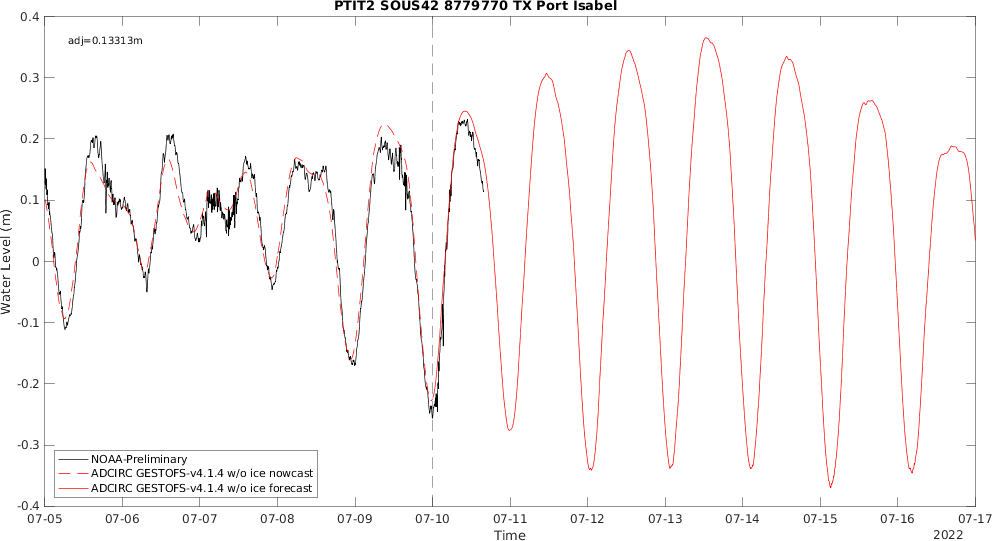 PTIT2 SOUS42 8779770 TX Port Isabel
adj=0.13313m
0.4
0.3
0.2
0.1
0
-0.1
-0.2
-0.3
-0.4
Water Level (m)
NOAA-Preliminary
ADCIRC GESTOFS-v4.1.4 w/o ice nowcast
ADCIRC GESTOFS-v4.1.4 w/o ice forecast
07-05 07-06 07-07 07-08 07-09 07-10 07-11 07-12 07-13 07-14 07-15 07-16 07-17
Time
2022